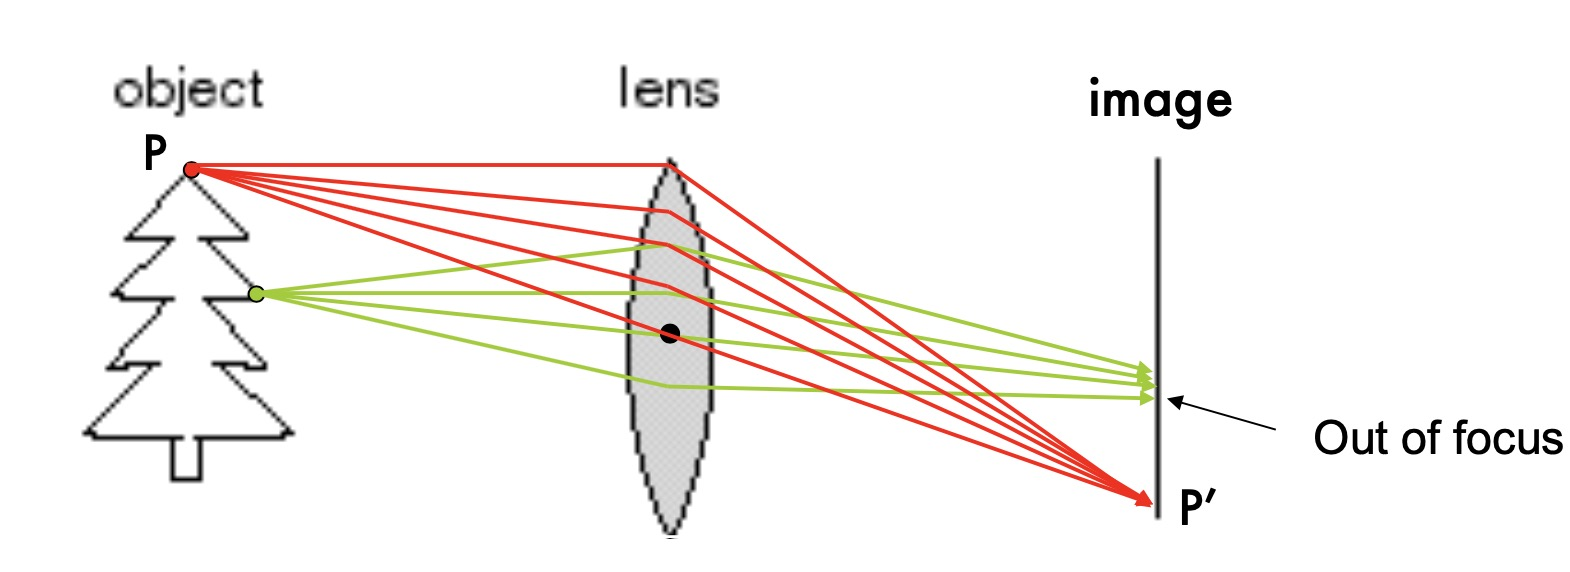 object
lens
image
P
Out of focus
P′